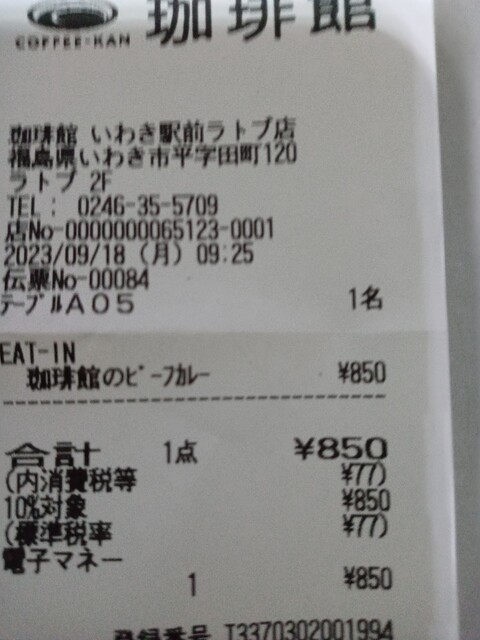 珈琲館
COFFEE-KAN
珈琲館 いわき駅前ラトブ店
福島県いわき市平字田町120
ラトブ 2F
TEL: 0246-35-5709
店No-0000000065123-0001
2023/09/18(月) 09:25
伝票No-00084
テーブルA05 1名
EAT-IN
珈琲館のビーフカレー ¥850
合計 1点 ¥850
(内消費税等 ¥77)
10%対象 ¥850
(標準税率 ¥77)
電子マネー
1 ¥850
登録番号 T3370302001994